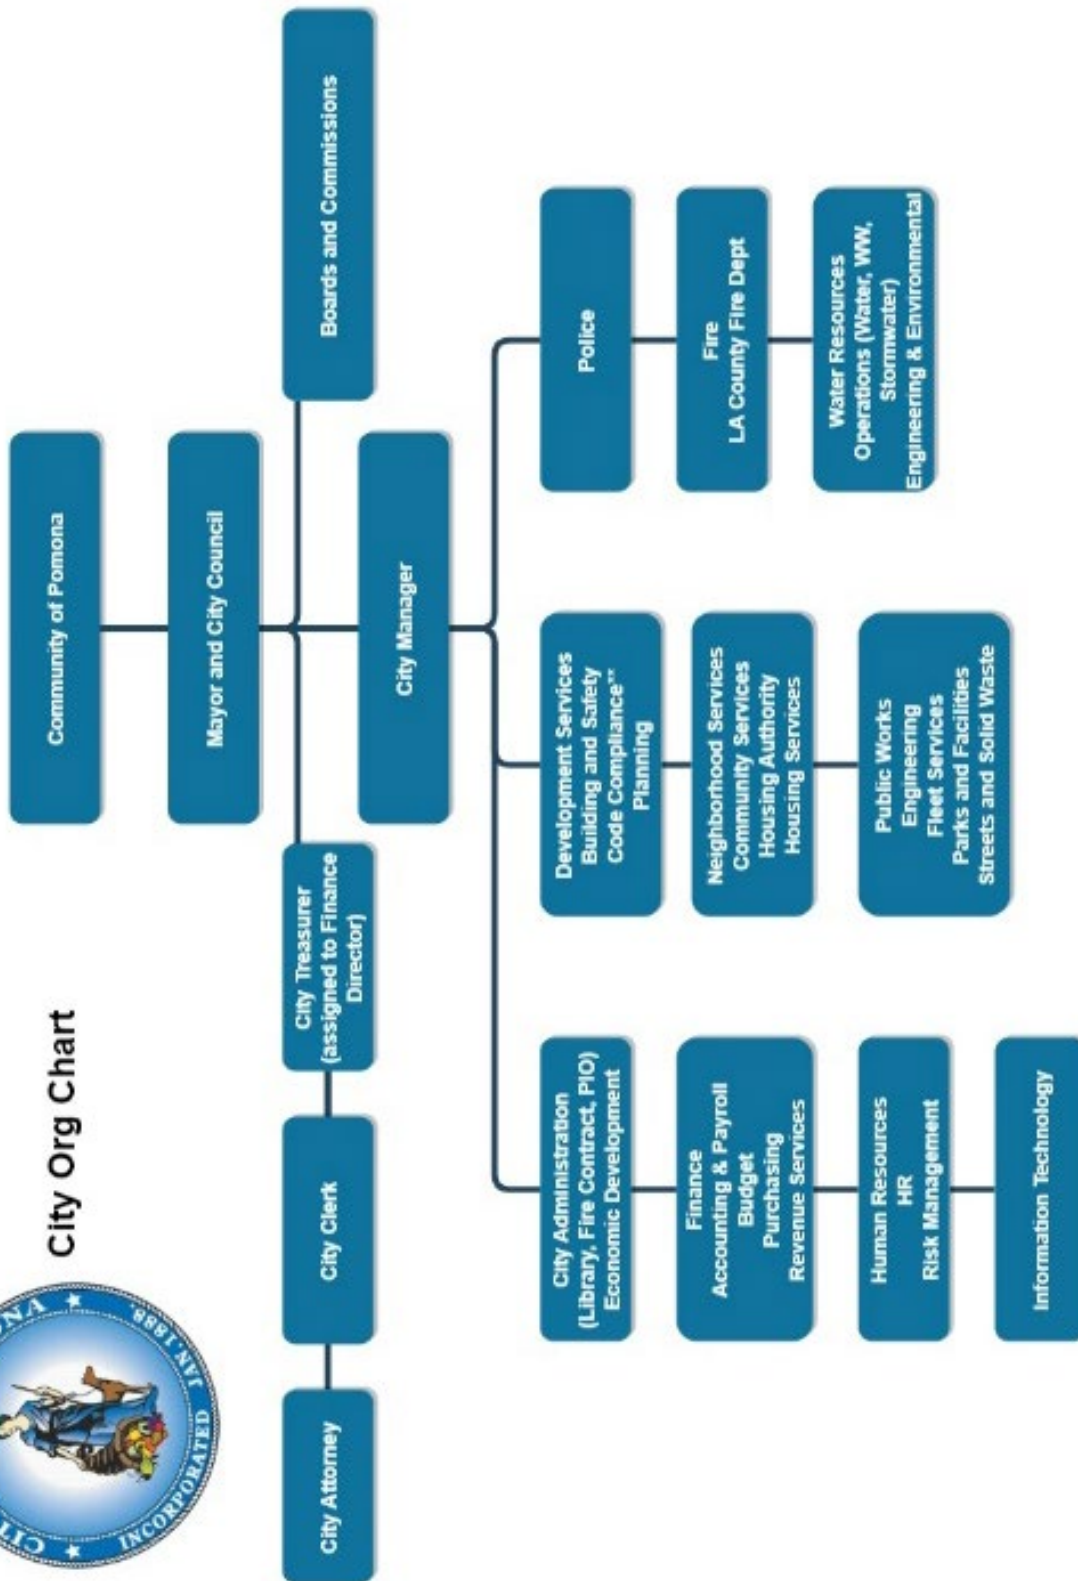 CIT
NA
INCORPORATED JAN. 1888.
City Org Chart
Community of Pomona
Mayor and City Council
City Attorney
City Clerk
City Treasurer
(assigned to Finance
Director)
Boards and Commissions
City Manager
City Administration
(Library, Fire Contract, PIO)
Economic Development
Finance
Accounting & Payroll
Budget
Purchasing
Revenue Services
Human Resources
HR
Risk Management
Information Technology
Development Services
Building and Safety
Code Compliance**
Planning
Neighborhood Services
Community Services
Housing Authority
Housing Services
Public Works
Engineering
Fleet Services
Parks and Facilities
Streets and Solid Waste
Police
Fire
LA County Fire Dept
Water Resources
Operations (Water, WW,
Stormwater)
Engineering & Environmental